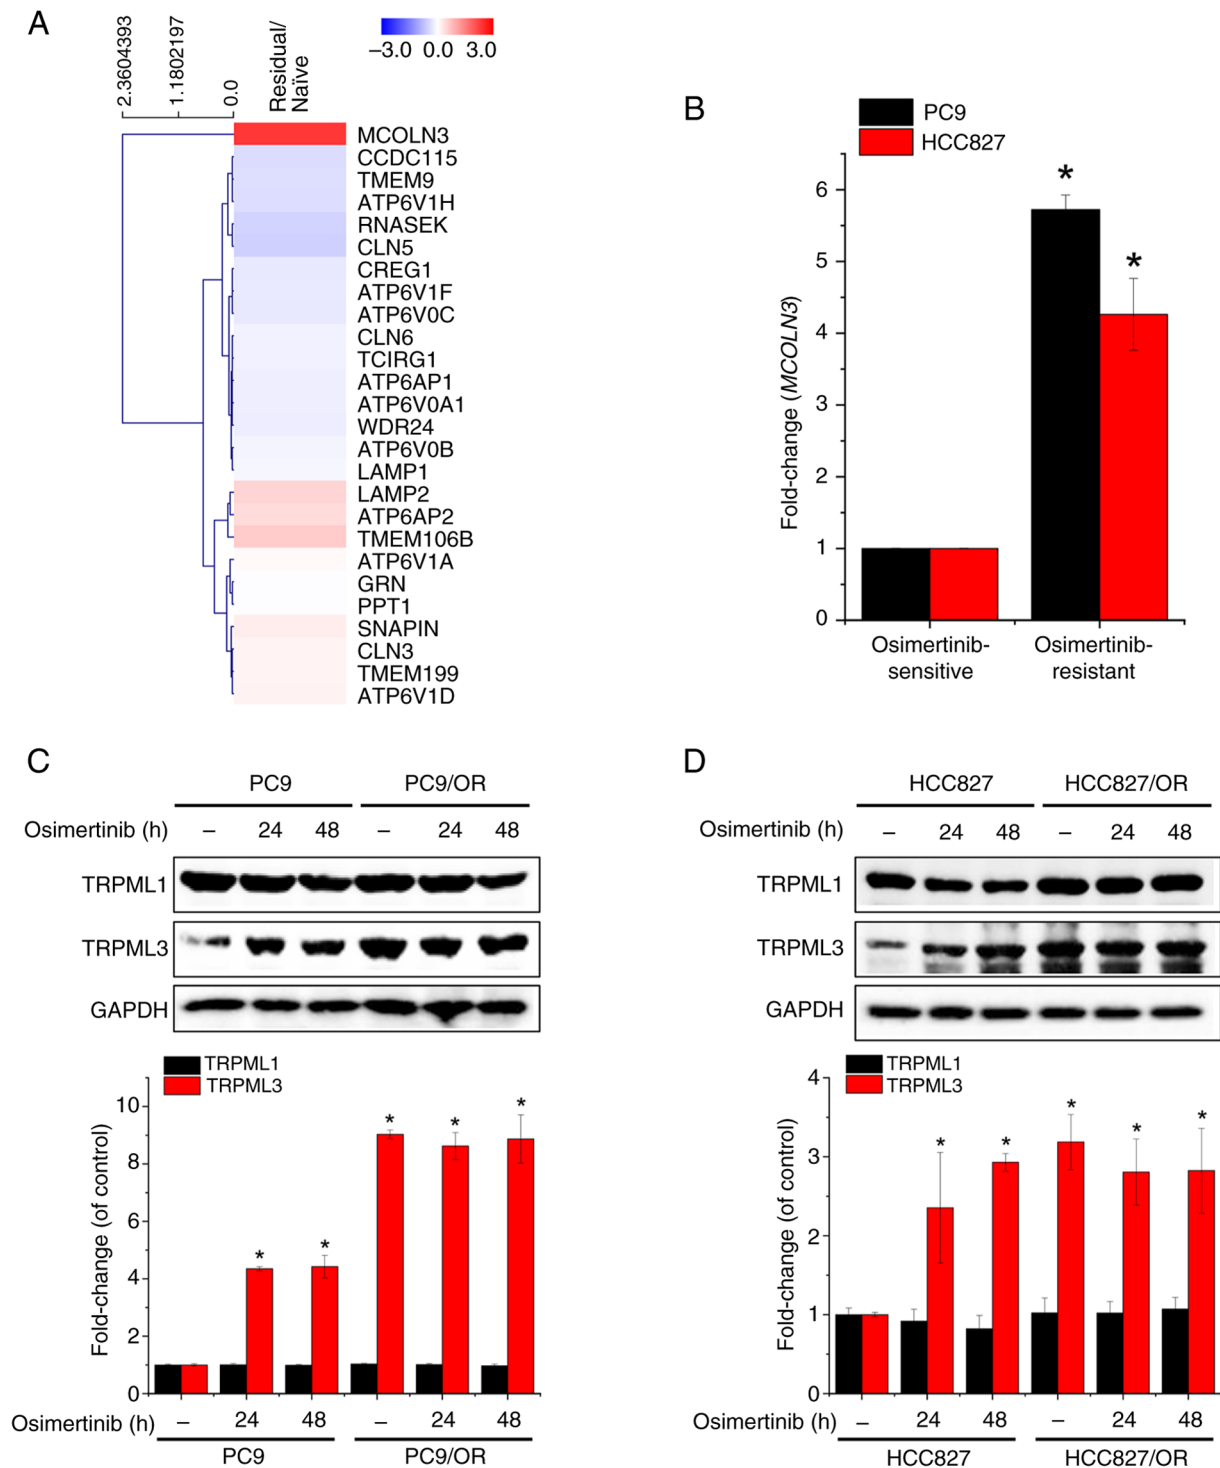 A
2.3604393
1.1802197
0.0
Residual/
Naïve
–3.0 0.0 3.0
MCOLN3
CCDC115
TMEM9
ATP6V1H
RNASEK
CLN5
CREG1
ATP6V1F
ATP6V0C
CLN6
TCIRG1
ATP6AP1
ATP6V0A1
WDR24
ATP6V0B
LAMP1
LAMP2
ATP6AP2
TMEM106B
ATP6V1A
GRN
PPT1
SNAPIN
CLN3
TMEM199
ATP6V1D
B
PC9
HCC827
Fold-change (MCOLN3)
6
5
4
3
2
1
0
* *
Osimertinib-
sensitive
Osimertinib-
resistant
C
PC9 PC9/OR
Osimertinib (h) – 24 48 – 24 48
TRPML1
TRPML3
GAPDH
TRPML1
TRPML3
Fold-change (of control)
10
8
6
4
2
0
* * * * *
Osimertinib (h) – 24 48 – 24 48
PC9 PC9/OR
D
HCC827 HCC827/OR
Osimertinib (h) – 24 48 – 24 48
TRPML1
TRPML3
GAPDH
TRPML1
TRPML3
Fold-change (of control)
4
3
2
1
0
* * * * *
Osimertinib (h) – 24 48 – 24 48
HCC827 HCC827/OR